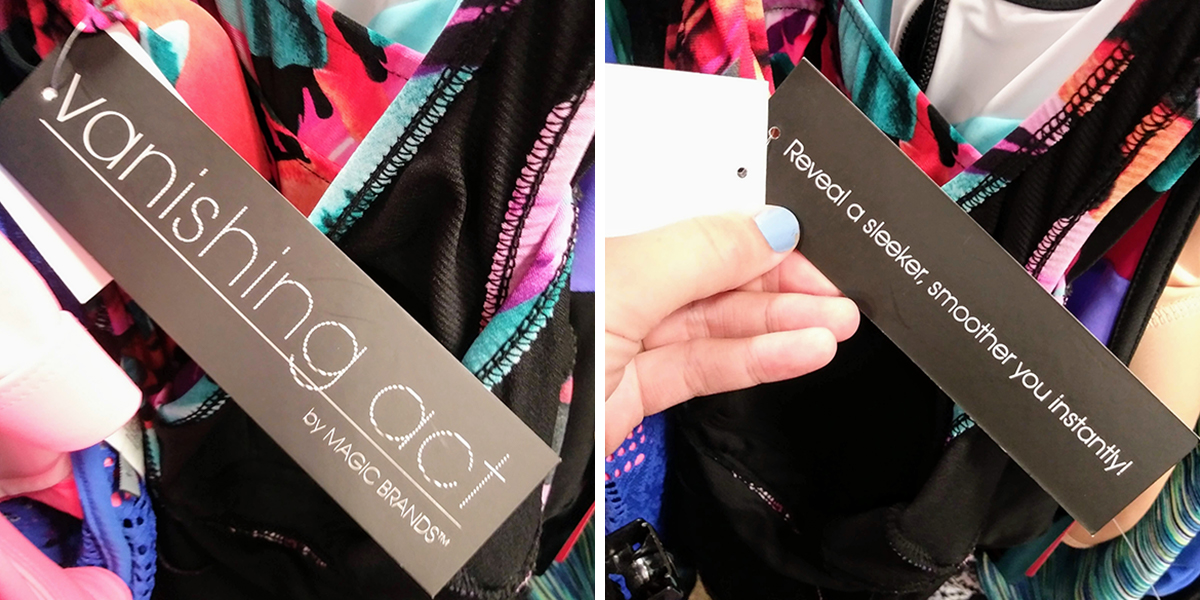 vanishing act
by MAGIC BRANDS™
Reveal a sleeker, smoother you instantly!